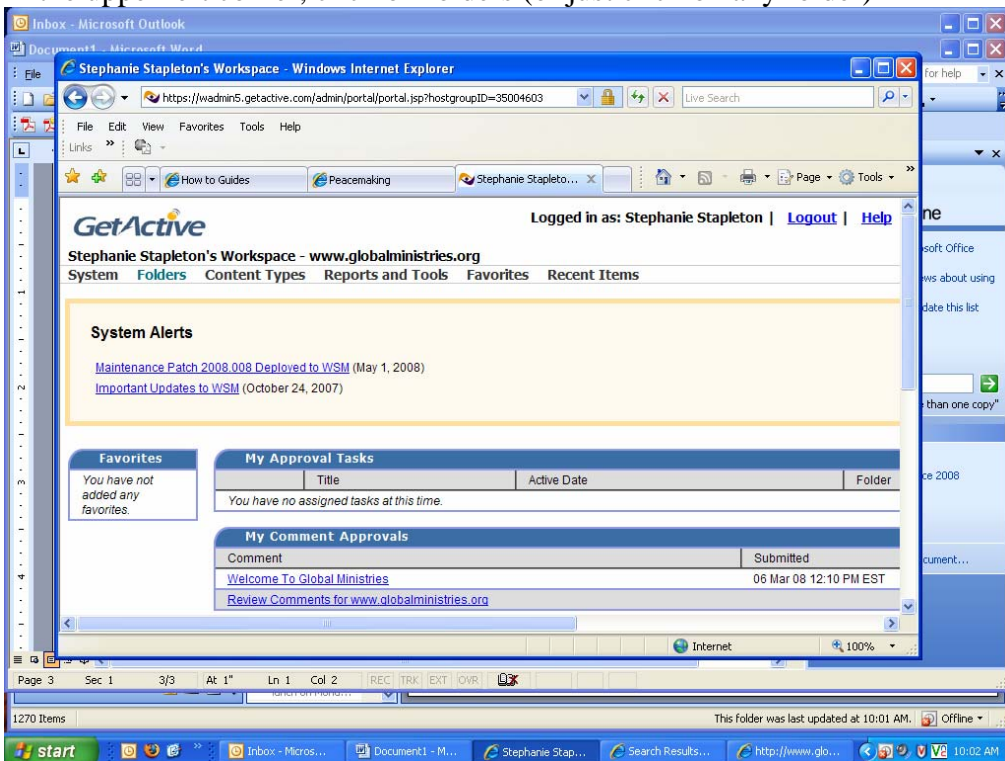 Inbox - Microsoft Outlook
Document1 - Microsoft Word
File
for help
Stephanie Stapleton's Workspace - Windows Internet Explorer
https://wadmin5.getactive.com/admin/portal/portal.jsp?hostgroupID=35004603
Live Search
File Edit View Favorites Tools Help
Links
How to Guides
Peacemaking
Stephanie Stapleto...
Page
Tools
GetActive
Logged in as: Stephanie Stapleton | Logout | Help
Stephanie Stapleton's Workspace - www.globalministries.org
System Folders Content Types Reports and Tools Favorites Recent Items
System Alerts
Maintenance Patch 2008.008 Deployed to WSM (May 1, 2008)
Important Updates to WSM (October 24, 2007)
Favorites
You have not
added any
favorites.
My Approval Tasks
Title Active Date Folder
You have no assigned tasks at this time.
My Comment Approvals
Comment Submitted
Welcome To Global Ministries 06 Mar 08 12:10 PM EST
Review Comments for www.globalministries.org
Internet
100%
ne
soft Office
ws about using
date this list
than one copy"
ce 2008
cument...
Page 3 Sec 1 3/3 At 1" Ln 1 Col 2 REC TRK EXT OVR
1270 Items
This folder was last updated at 10:01 AM.
Offline
start
Inbox - Micros...
Document1 - M...
Stephanie Stap...
Search Results...
http://www.glo...
10:02 AM